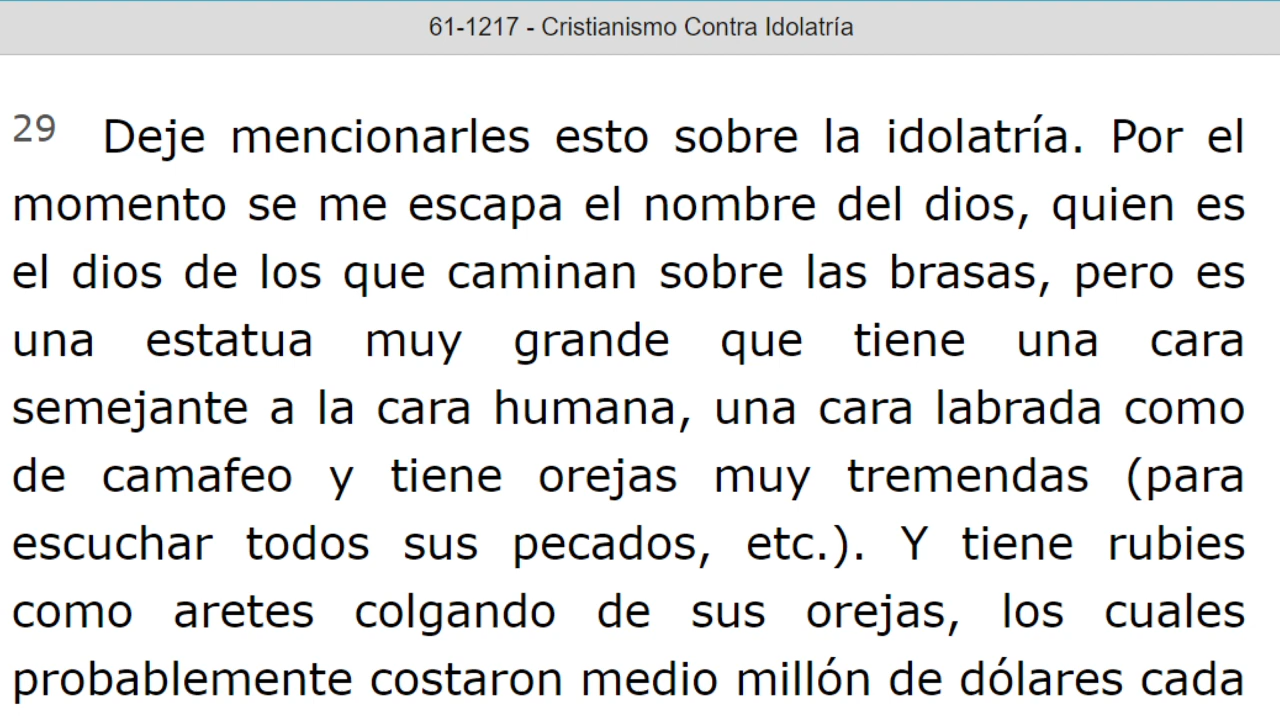 61-1217 - Cristianismo Contra Idolatría
29 Deje mencionarles esto sobre la idolatría. Por el
momento se me escapa el nombre del dios, quien es
el dios de los que caminan sobre las brasas, pero es
una estatua muy grande que tiene una cara
semejante a la cara humana, una cara labrada como
de camafeo y tiene orejas muy tremendas (para
escuchar todos sus pecados, etc.). Y tiene rubies
como aretes colgando de sus orejas, los cuales
probablemente costaron medio millón de dólares cada